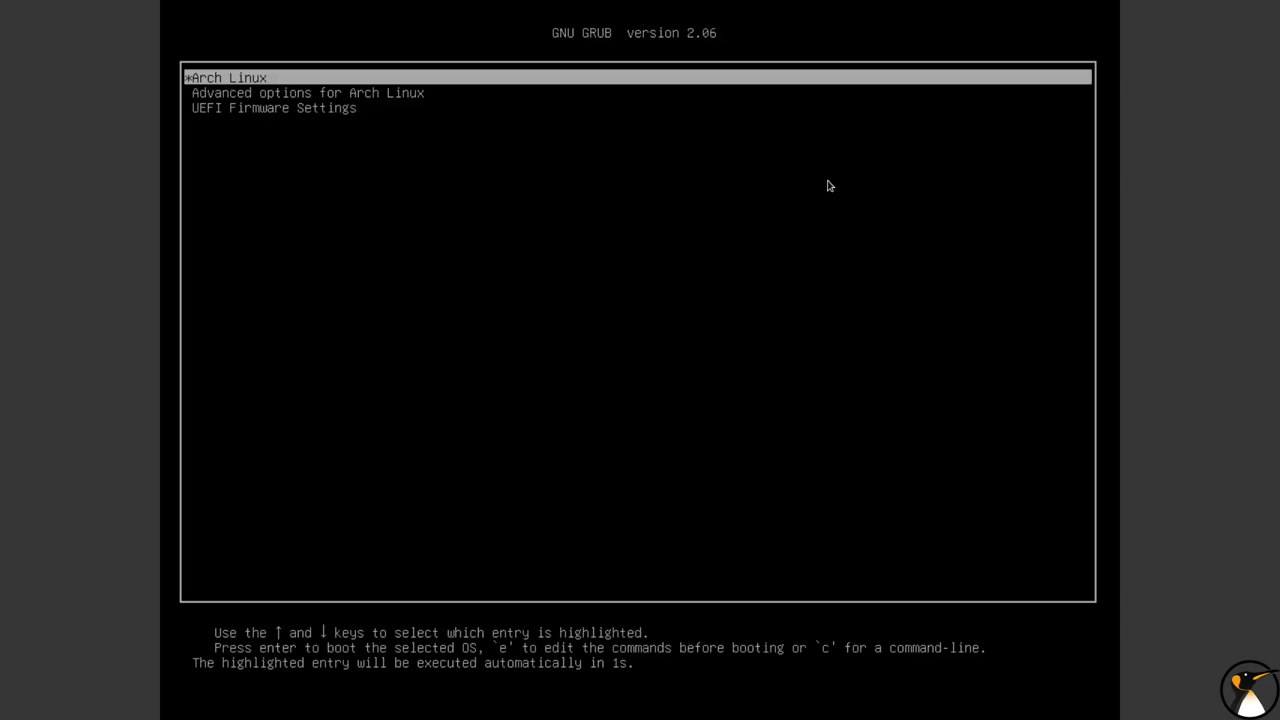 GNU GRUB  version 2.06
*Arch Linux
Advanced options for Arch Linux
UEFI Firmware Settings
Use the ↑ and ↓ keys to select which entry is highlighted.
Press enter to boot the selected OS, `e' to edit the commands before booting or `c' for a command-line.
The highlighted entry will be executed automatically in 1s.